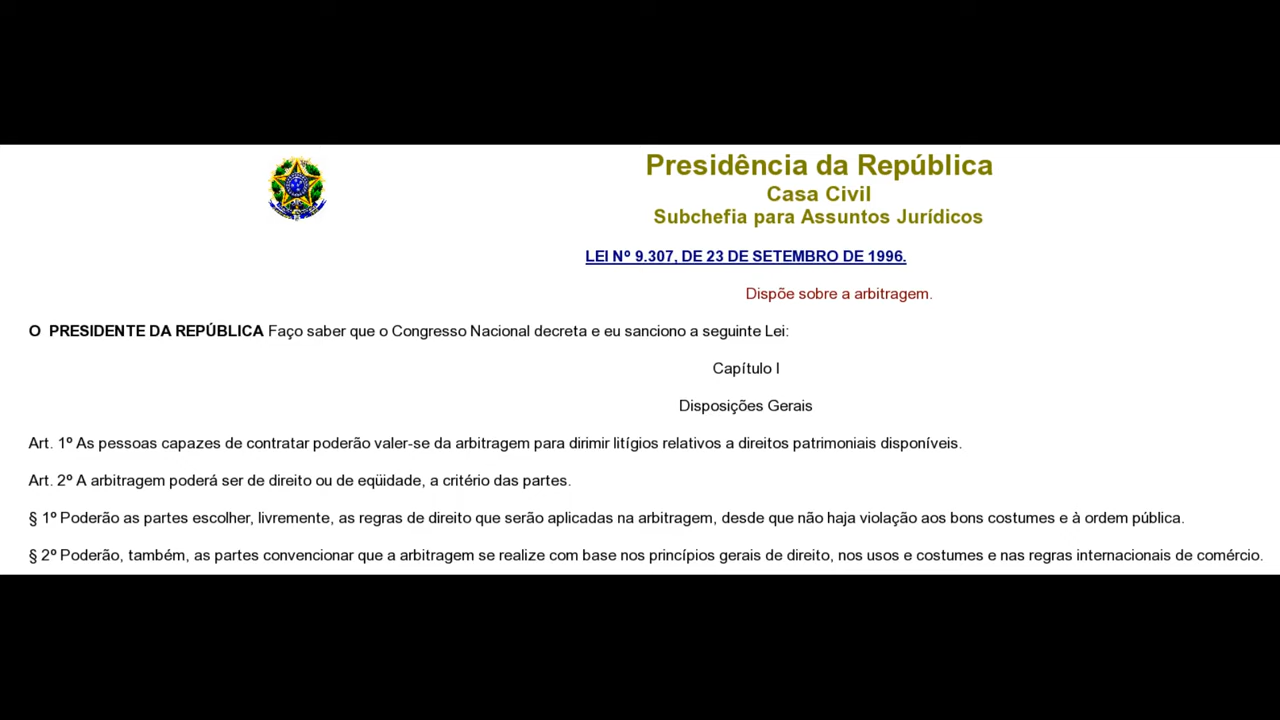 Presidência da República
Casa Civil
Subchefia para Assuntos Jurídicos
LEI Nº 9.307, DE 23 DE SETEMBRO DE 1996.
Dispõe sobre a arbitragem.
O PRESIDENTE DA REPÚBLICA Faço saber que o Congresso Nacional decreta e eu sanciono a seguinte Lei:
Capítulo I
Disposições Gerais
Art. 1º As pessoas capazes de contratar poderão valer-se da arbitragem para dirimir litígios relativos a direitos patrimoniais disponíveis.
Art. 2º A arbitragem poderá ser de direito ou de eqüidade, a critério das partes.
§ 1º Poderão as partes escolher, livremente, as regras de direito que serão aplicadas na arbitragem, desde que não haja violação aos bons costumes e à ordem pública.
§ 2º Poderão, também, as partes convencionar que a arbitragem se realize com base nos princípios gerais de direito, nos usos e costumes e nas regras internacionais de comércio.